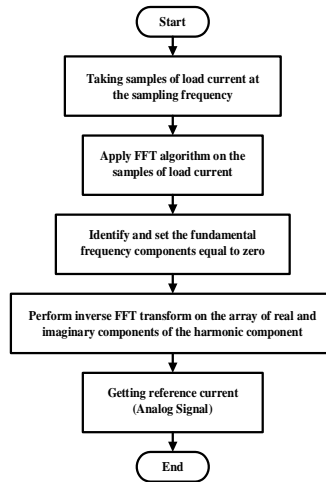 Start
Taking samples of load current at
the sampling frequency
Apply FFT algorithm on the
samples of load current
Identify and set the fundamental
frequency components equal to zero
Perform inverse FFT transform on the array of real and
imaginary components of the harmonic component
Getting reference current
(Analog Signal)
End